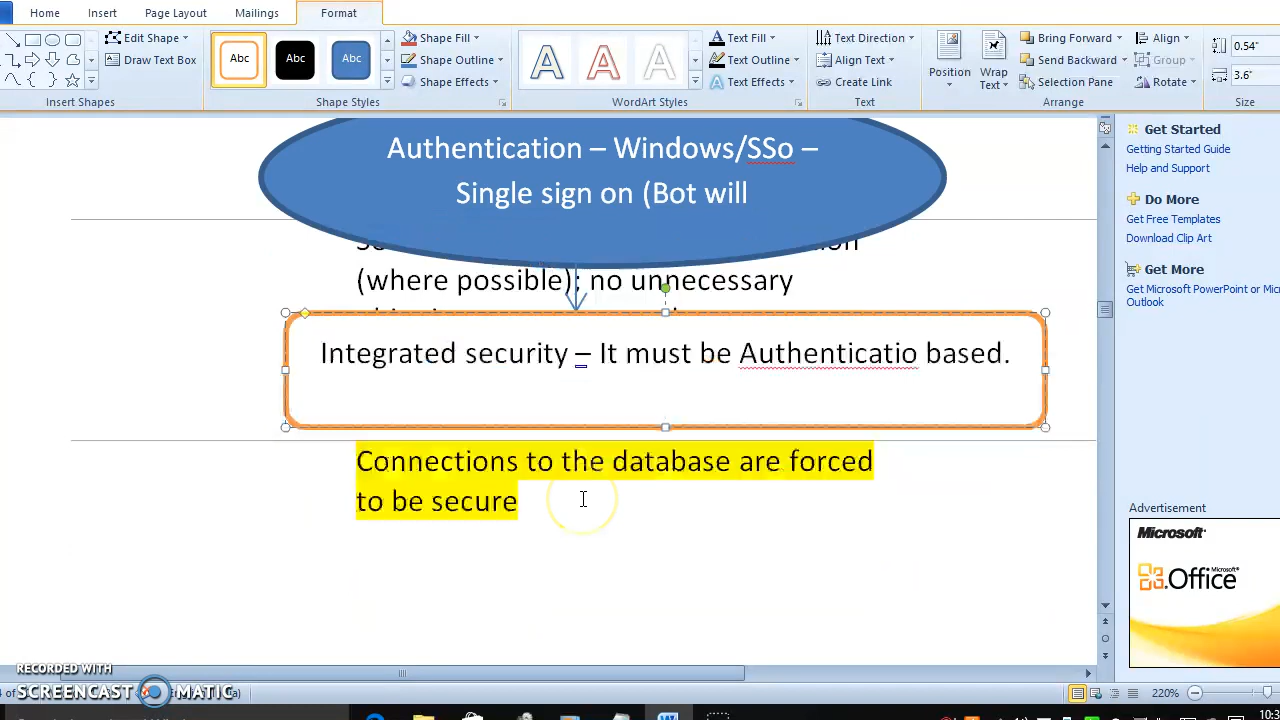 Home Insert Page Layout Mailings Format
Edit Shape
Draw Text Box
Insert Shapes
Abc Abc Abc
Shape Fill
Shape Outline
Shape Effects
Shape Styles
A A A
Text Fill
Text Outline
Text Effects
WordArt Styles
Text Direction
Align Text
Create Link
Text
Position
Wrap
Text
Bring Forward
Send Backward
Selection Pane
Align
Group
Rotate
Arrange
0.54"
3.6"
Size
Authentication – Windows/SSo –
Single sign on (Bot will
(where possible); no unnecessary
Integrated security – It must be Authenticatio based.
Connections to the database are forced
to be secure
Get Started
Getting Started Guide
Help and Support
Do More
Get Free Templates
Download Clip Art
Get More
Get Microsoft PowerPoint or Mic
Outlook
Advertisement
Microsoft®
Office
Microsoft®
RECORDED WITH
SCREENCAST MATIC
220%
10:3